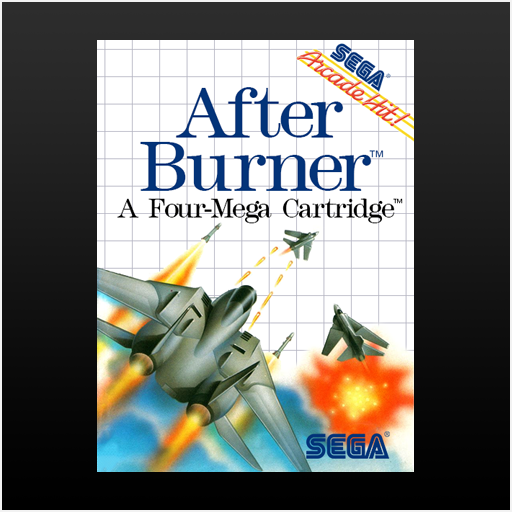 SEGA®
Arcade Hit!
After
Burner™
A Four-Mega Cartridge™
SEGA®